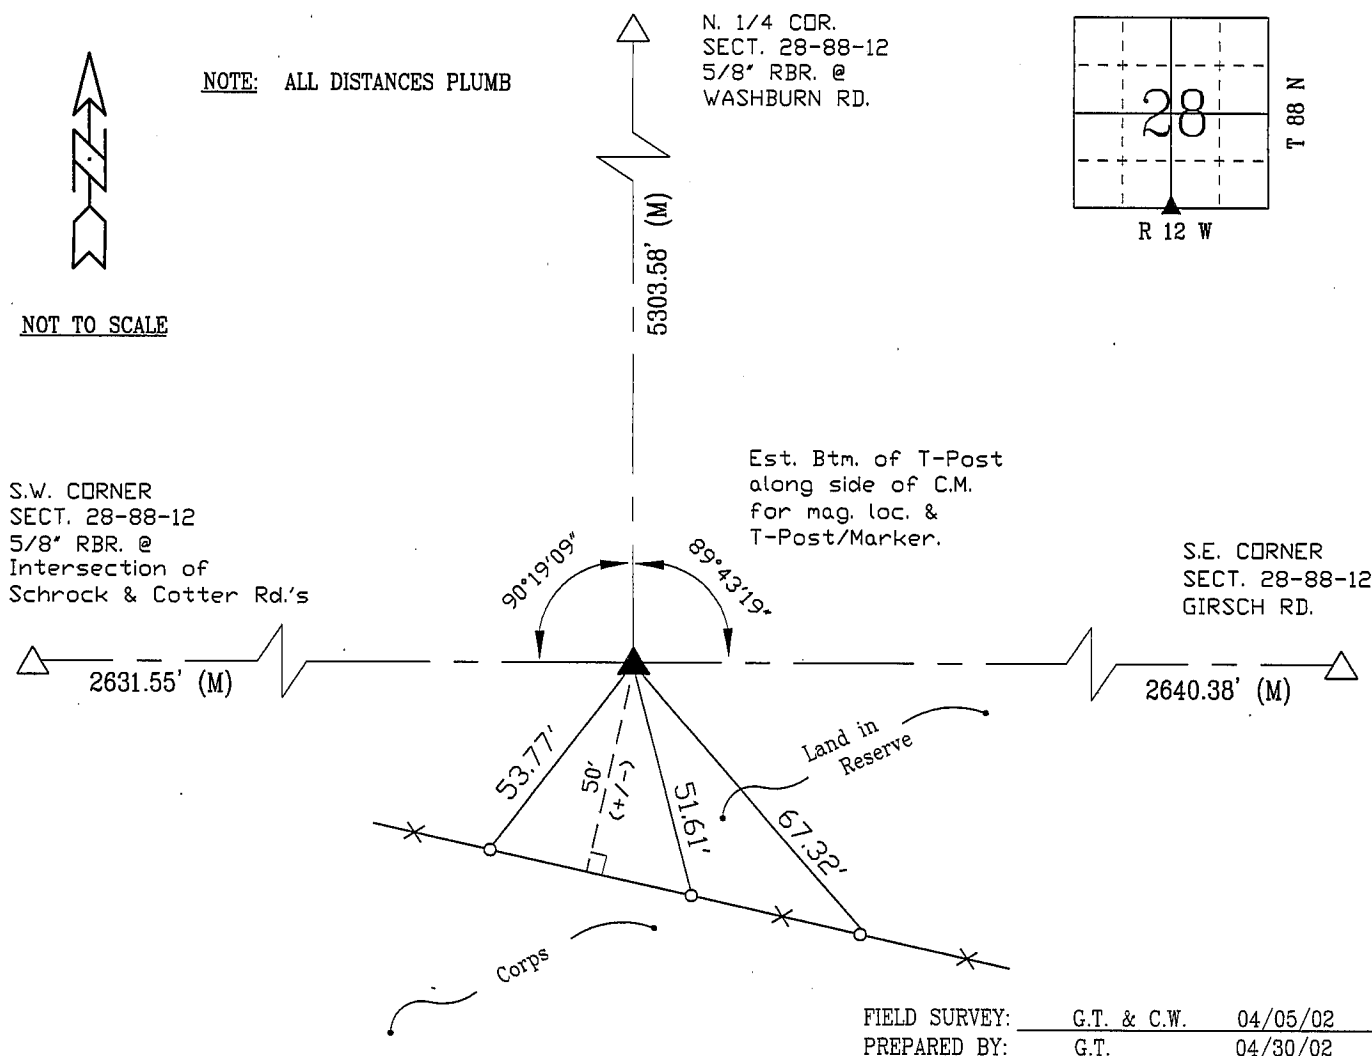 N. 1/4 COR.
SECT. 28-88-12
5/8" RBR. @
WASHBURN RD.
NOTE: ALL DISTANCES PLUMB
N
28
T 88 N
R 12 W
NOT TO SCALE
5303.58' (M)
Est. Btm. of T-Post
along side of C.M.
for mag. loc. &
T-Post/Marker.
S.W. CORNER
SECT. 28-88-12
5/8" RBR. @
Intersection of
Schrock & Cotter Rd.'s
90°19'09"
89°43'19"
S.E. CORNER
SECT. 28-88-12
GIRSCH RD.
2631.55' (M)
2640.38' (M)
53.77'
50'
(+/-)
51.61'
67.32'
Land in
Reserve
Corps
FIELD SURVEY: G.T. & C.W. 04/05/02
PREPARED BY: G.T. 04/30/02